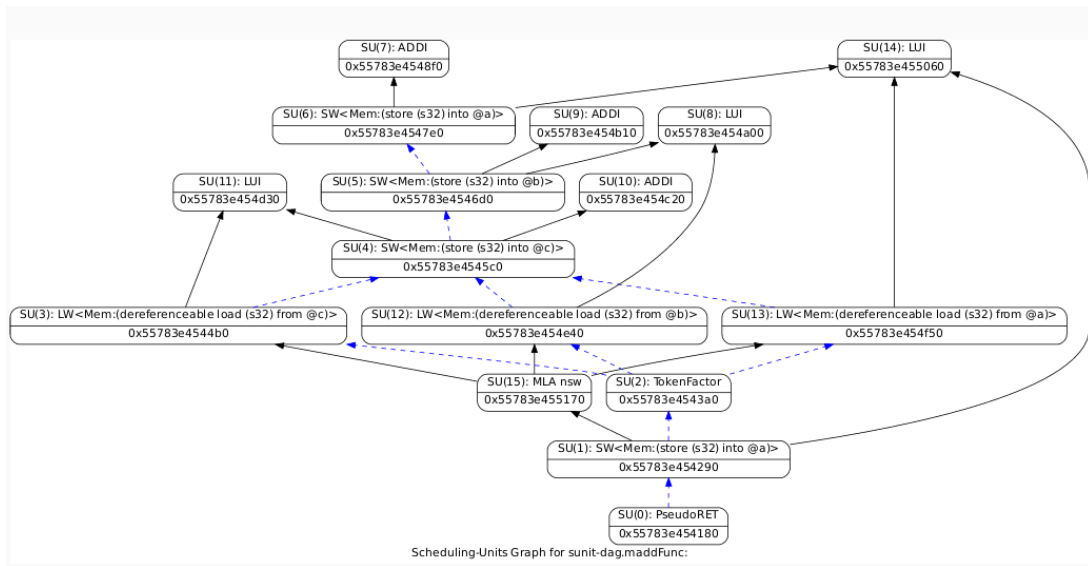 SU(7): ADDI
0x55783e4548f0
SU(14): LUI
0x55783e455060
SU(6): SW<Mem:(store (s32) into @a)>
0x55783e4547e0
SU(9): ADDI
0x55783e454b10
SU(8): LUI
0x55783e454a00
SU(11): LUI
0x55783e454d30
SU(5): SW<Mem:(store (s32) into @b)>
0x55783e4546d0
SU(10): ADDI
0x55783e454c20
SU(4): SW<Mem:(store (s32) into @c)>
0x55783e4545c0
SU(3): LW<Mem:(dereferenceable load (s32) from @c)>
0x55783e4544b0
SU(12): LW<Mem:(dereferenceable load (s32) from @b)>
0x55783e454e40
SU(13): LW<Mem:(dereferenceable load (s32) from @a)>
0x55783e454f50
SU(15): MLA nsw
0x55783e455170
SU(2): TokenFactor
0x55783e4543a0
SU(1): SW<Mem:(store (s32) into @a)>
0x55783e454290
SU(0): PseudoRET
0x55783e454180
Scheduling-Units Graph for sunit-dag.maddFunc: